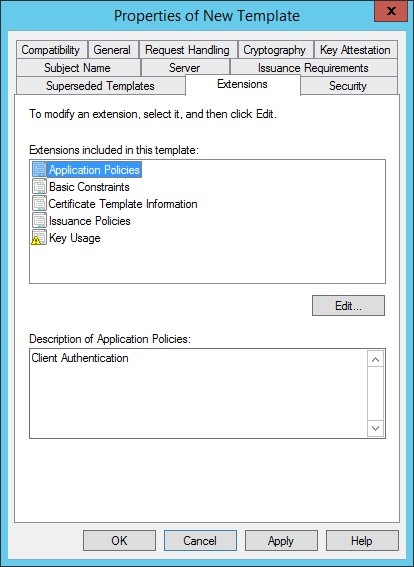 Properties of New Template
x
Compatibility General Request Handling Cryptography Key Attestation
Subject Name Server Issuance Requirements
Superseded Templates Extensions Security
To modify an extension, select it, and then click Edit.
Extensions included in this template:
Application Policies
Basic Constraints
Certificate Template Information
Issuance Policies
Key Usage
Edit...
Description of Application Policies:
Client Authentication
OK Cancel Apply Help